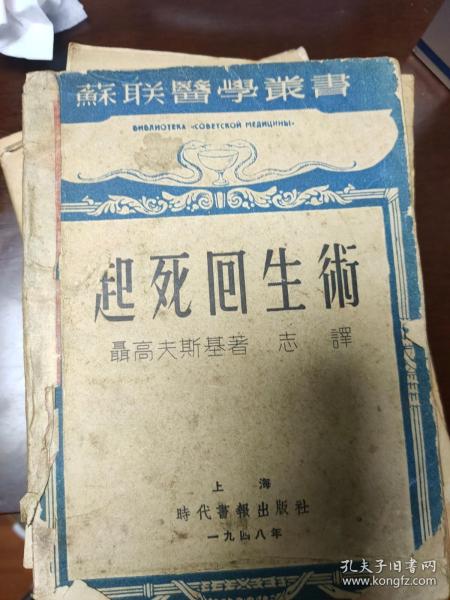 蘇联醫學叢書
БИБЛИОТЕКА «СОВЕТСКОЙ МЕДИЦИНЫ»
起死回生術
聶高夫斯基著 志譯
上海
時代書報出版社
一九四八年
孔夫子旧书网
kongfz.com